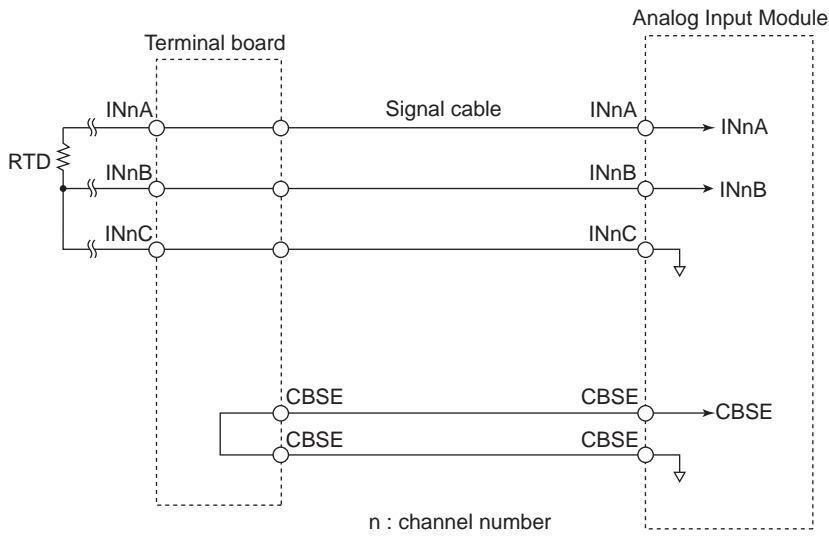 Analog Input Module
Terminal board
INnA Signal cable INnA INnA
RTD
INnB INnB INnB
INnC INnC
CBSE CBSE CBSE
CBSE CBSE
n : channel number